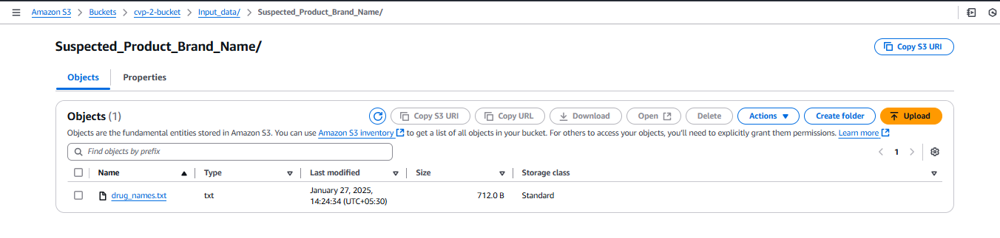 Amazon S3 > Buckets > cvp-2-bucket > Input_data/ > Suspected_Product_Brand_Name/
Suspected_Product_Brand_Name/
Copy S3 URI
Objects Properties
Objects (1)
Copy S3 URI Copy URL Download Open Delete Actions Create folder Upload
Objects are the fundamental entities stored in Amazon S3. You can use Amazon S3 inventory to get a list of all objects in your bucket. For others to access your objects, you'll need to explicitly grant them permissions. Learn more
Find objects by prefix
1
Name Type Last modified Size Storage class
drug_names.txt txt January 27, 2025, 14:24:34 (UTC+05:30) 712.0 B Standard